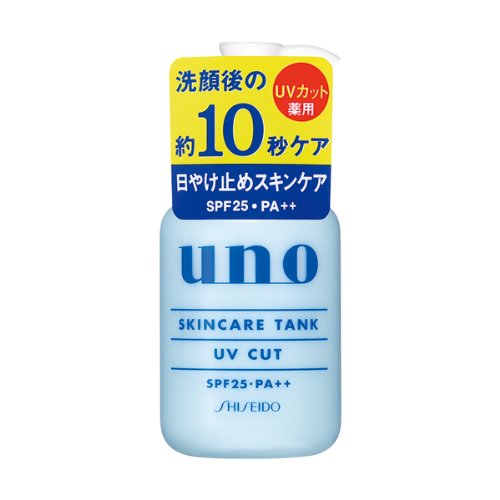 洗顔後の
UVカット
薬用
約10秒ケア
日やけ止めスキンケア
SPF25・PA++
uno
SKINCARE TANK
UV CUT
SPF25・PA++
SHISEIDO